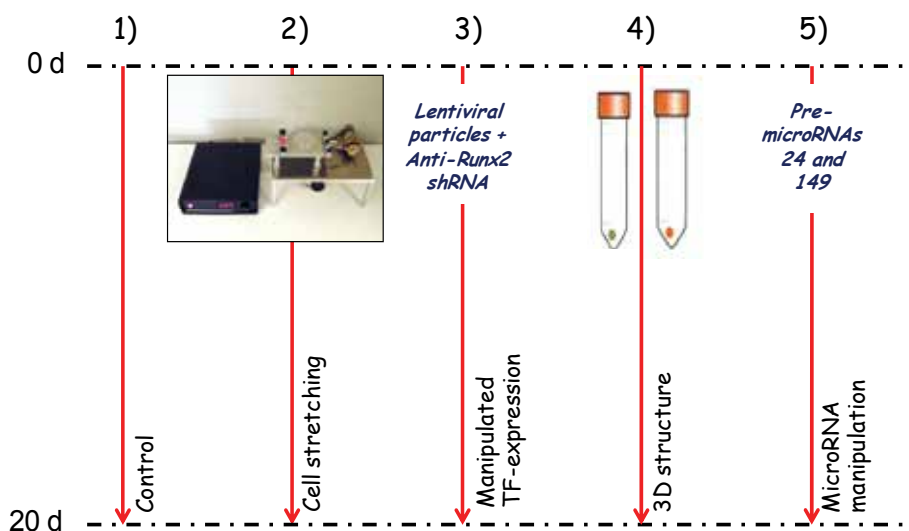 1)
2)
3)
4)
5)
0 d
Lentiviral
particles +
Anti-Runx2
shRNA
Pre-
microRNAs
24 and
149
Control
Cell stretching
Manipulated
TF-expression
3D structure
MicroRNA
manipulation
20 d